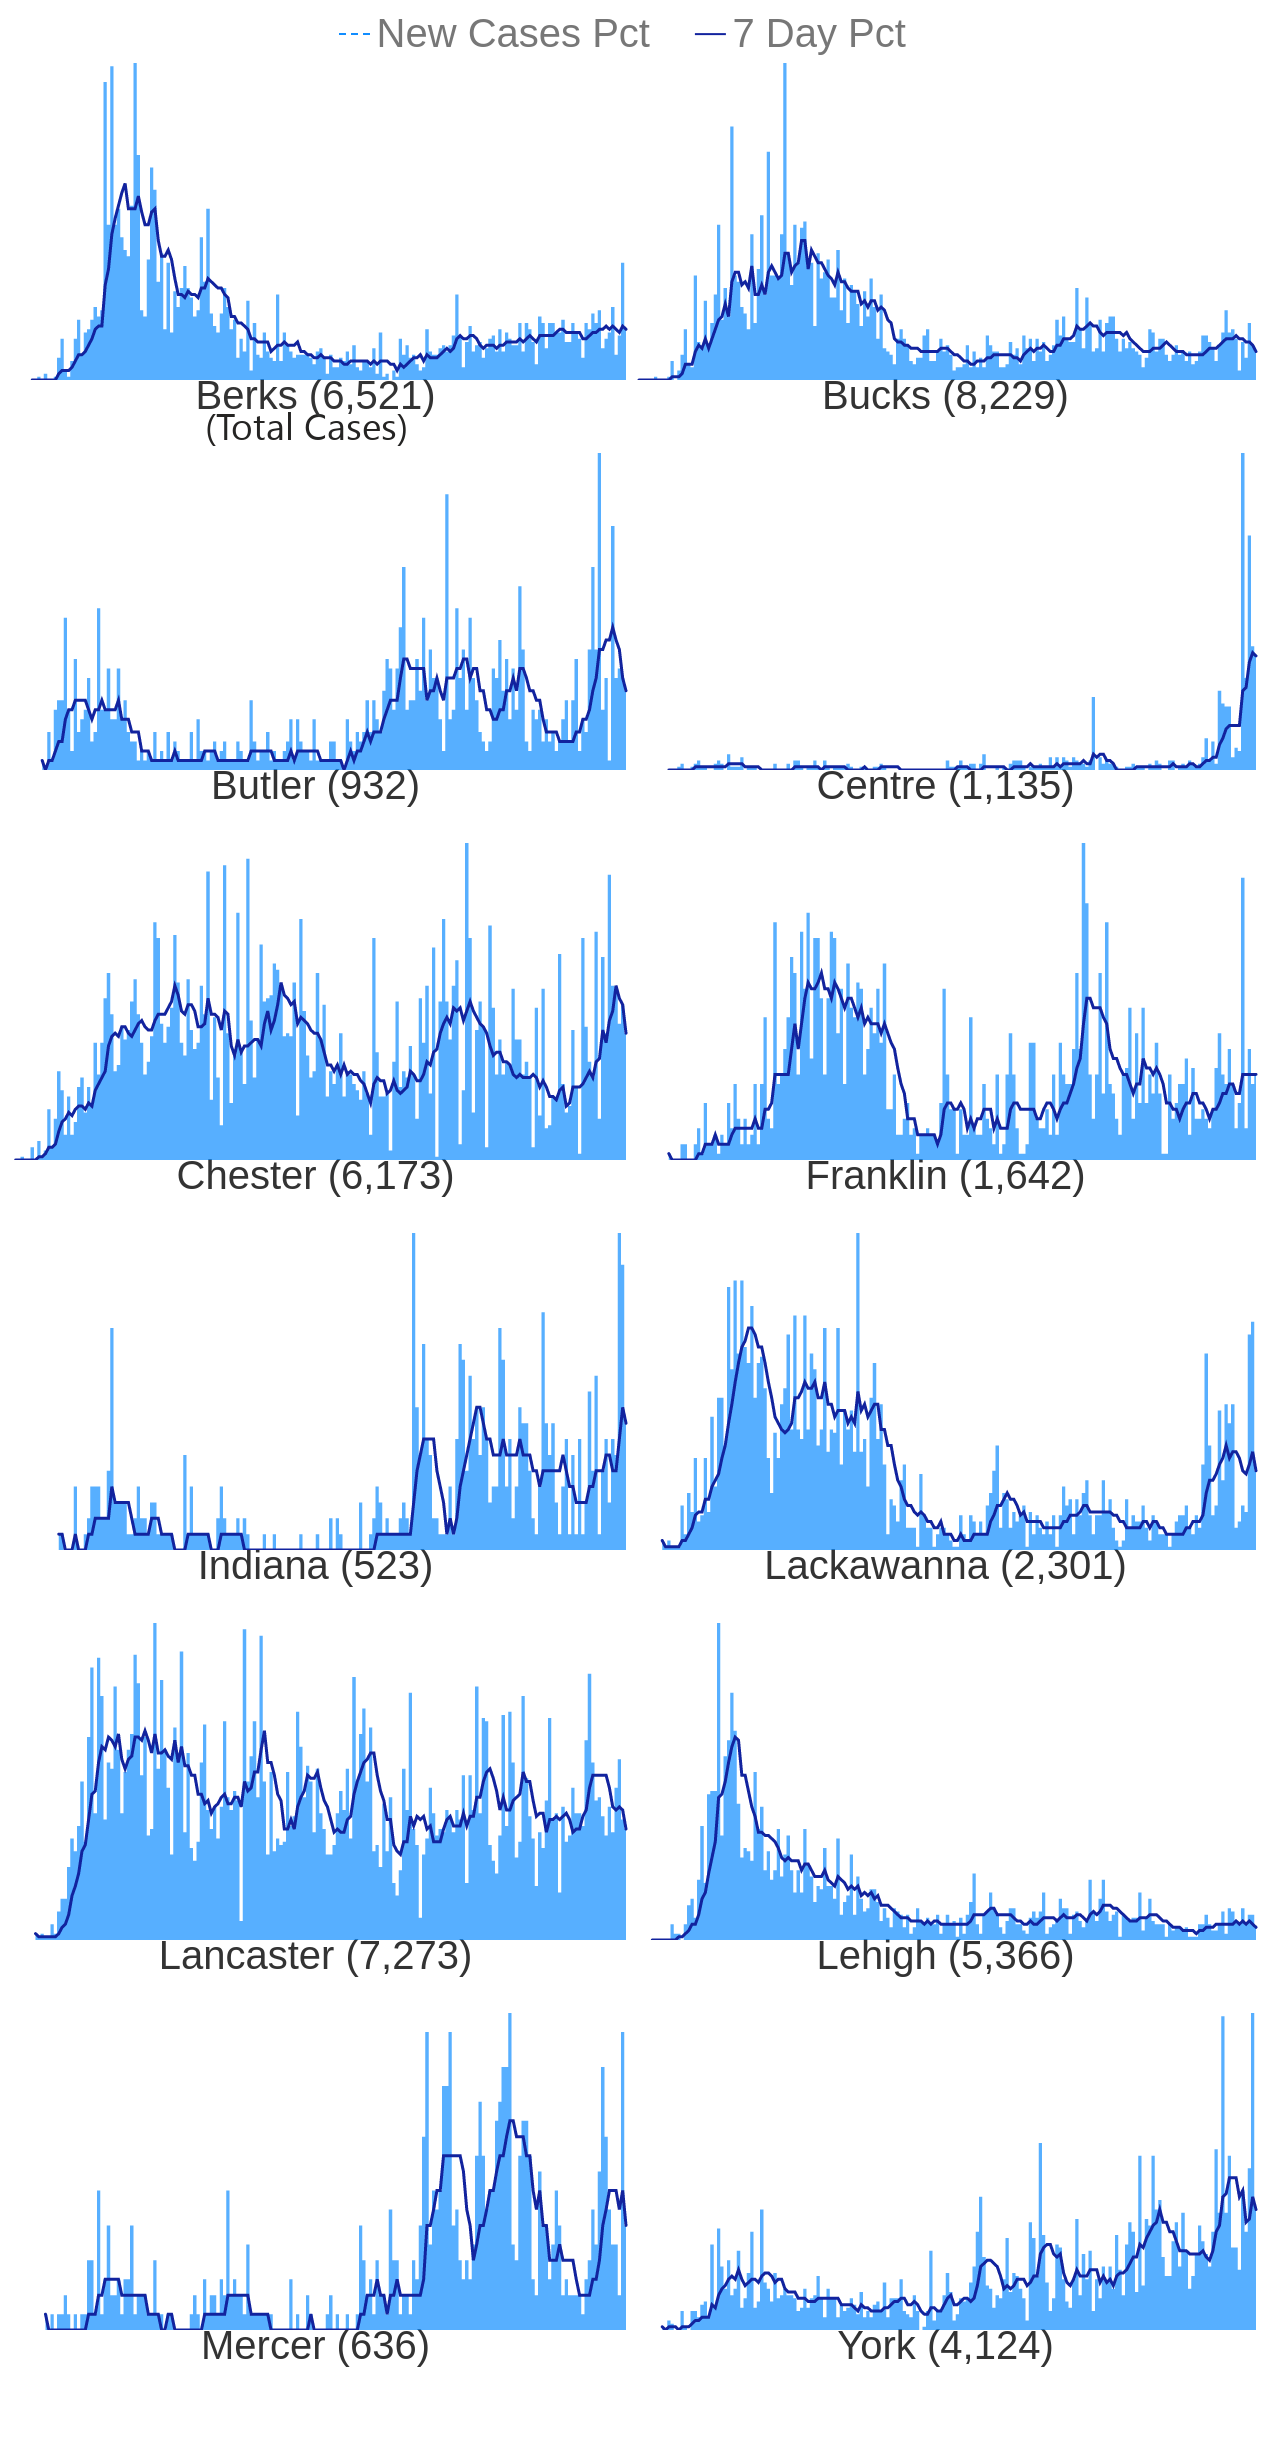 New Cases Pct 7 Day Pct
Berks (6,521) Bucks (8,229)
(Total Cases)
Butler (932) Centre (1,135)
Chester (6,173) Franklin (1,642)
Indiana (523) Lackawanna (2,301)
Lancaster (7,273) Lehigh (5,366)
Mercer (636) York (4,124)